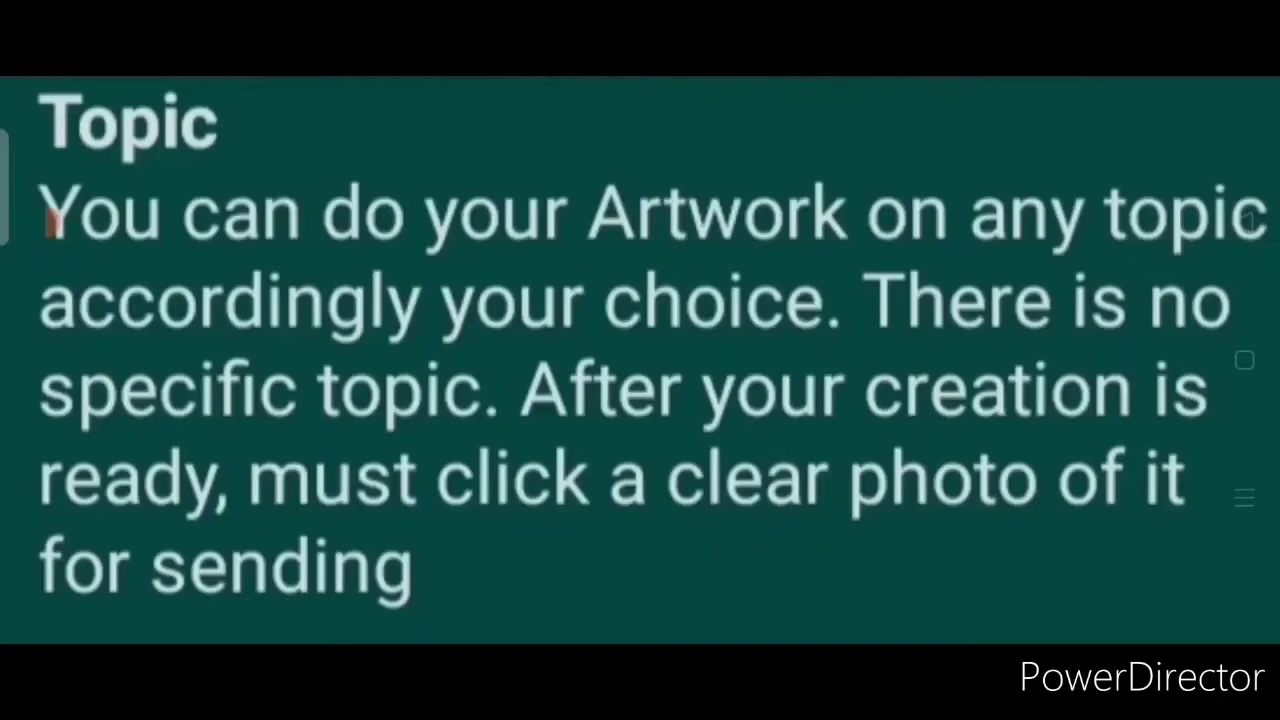 Topic
You can do your Artwork on any topic
accordingly your choice. There is no
specific topic. After your creation is
ready, must click a clear photo of it
for sending
PowerDirector